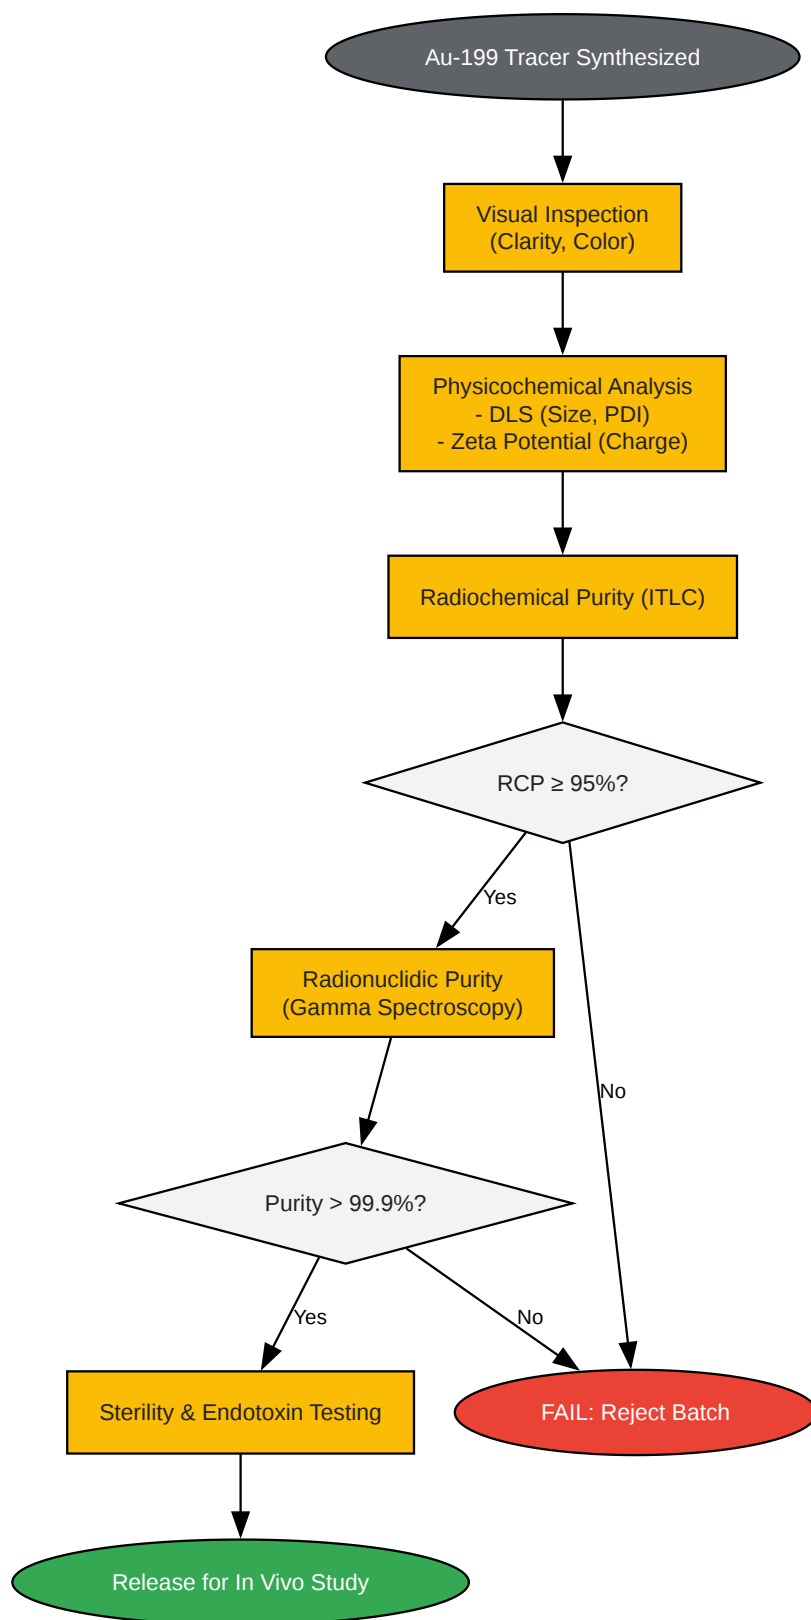 Au-199 Tracer Synthesized
Visual Inspection
(Clarity, Color)
Physicochemical Analysis
- DLS (Size, PDI)
- Zeta Potential (Charge)
Radiochemical Purity (ITLC)
RCP ≥ 95%?
Yes
Radionuclidic Purity
(Gamma Spectroscopy)
No
Purity > 99.9%?
Yes
No
Sterility & Endotoxin Testing
FAIL: Reject Batch
Release for In Vivo Study